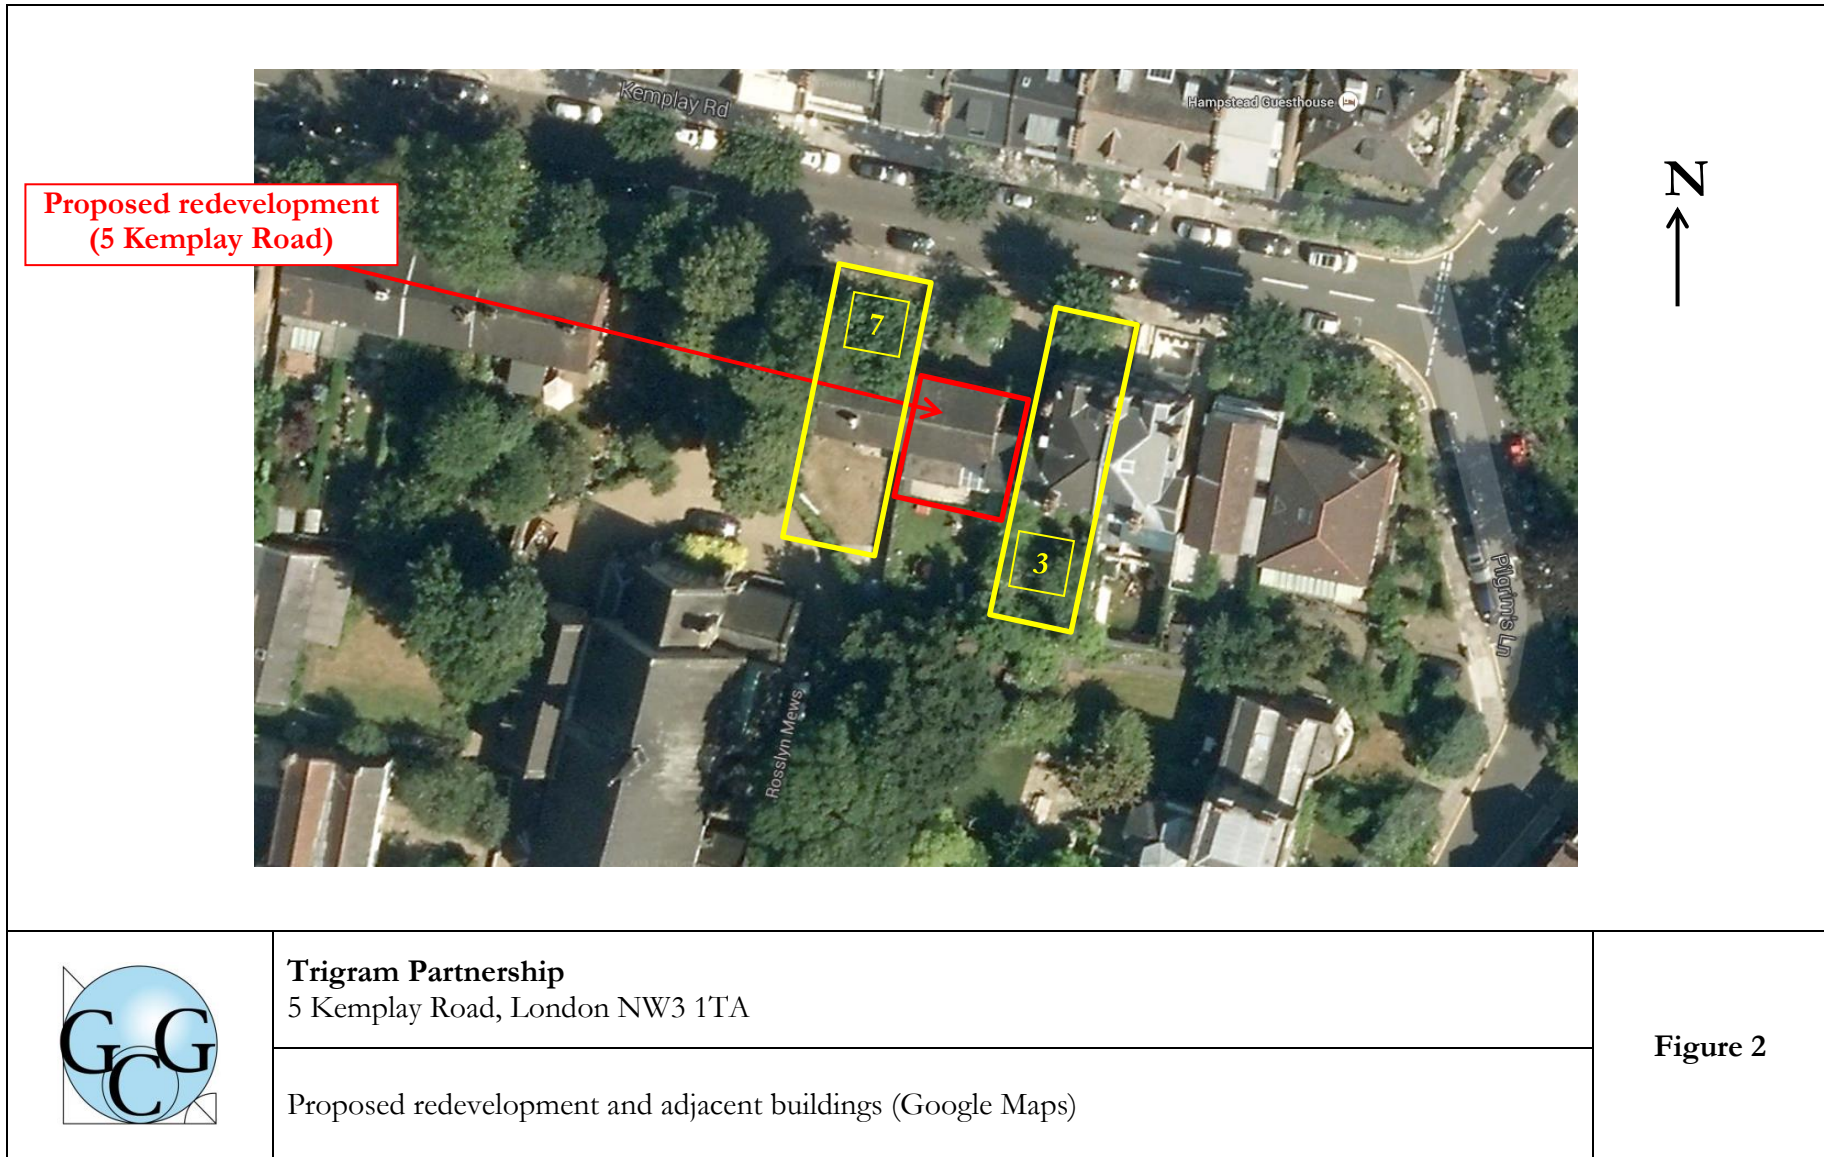 Kemplay Rd
Hampstead Guesthouse
N
Proposed redevelopment
(5 Kemplay Road)
7
3
Pilgrim's Ln
Rosslyn Mews
GCG
Trigram Partnership
5 Kemplay Road, London NW3 1TA
Figure 2
Proposed redevelopment and adjacent buildings (Google Maps)